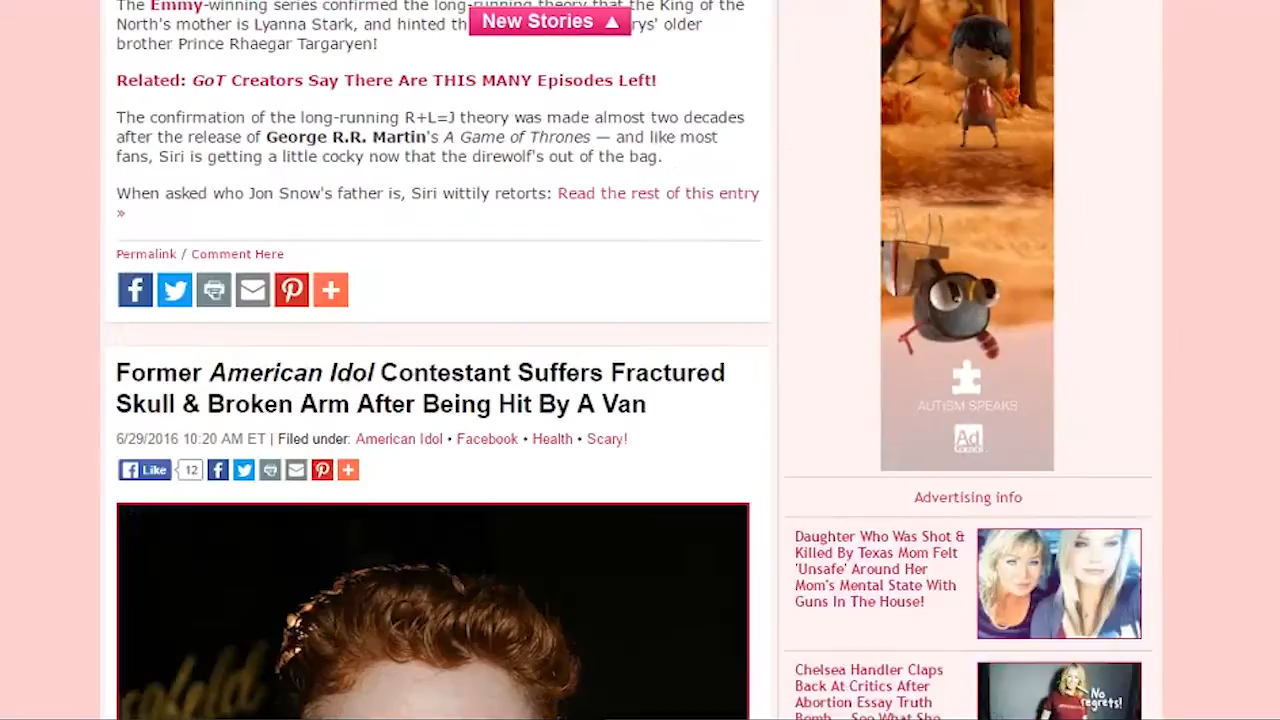 The Emmy-winning series confirmed the long-running theory that the King of the
North's mother is Lyanna Stark, and hinted th
rys' older
New Stories ▲
brother Prince Rhaegar Targaryen!
Related: GoT Creators Say There Are THIS MANY Episodes Left!
The confirmation of the long-running R+L=J theory was made almost two decades
after the release of George R.R. Martin's A Game of Thrones — and like most
fans, Siri is getting a little cocky now that the direwolf's out of the bag.
When asked who Jon Snow's father is, Siri wittily retorts: Read the rest of this entry
»
Permalink / Comment Here
Former American Idol Contestant Suffers Fractured
Skull & Broken Arm After Being Hit By A Van
6/29/2016 10:20 AM ET | Filed under: American Idol • Facebook • Health • Scary!
Like 12
AUTISM SPEAKS
Ad
Advertising info
Daughter Who Was Shot &
Killed By Texas Mom Felt
'Unsafe' Around Her
Mom's Mental State With
Guns In The House!
Chelsea Handler Claps
Back At Critics After
Abortion Essay Truth
Bomb... See What She
No
regrets!